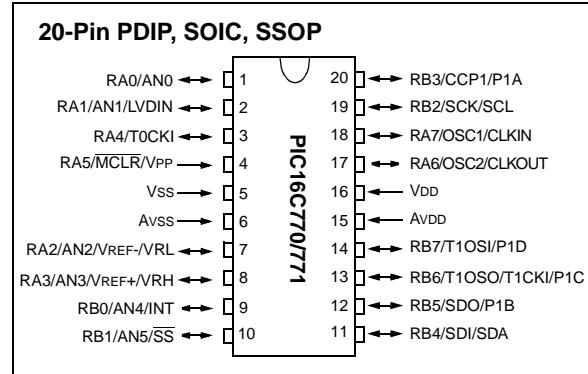 20-Pin PDIP, SOIC, SSOP
RA0/AN0 1 20 RB3/CCP1/P1A
RA1/AN1/LVDIN 2 19 RB2/SCK/SCL
RA4/T0CKI 3 18 RA7/OSC1/CLKIN
RA5/MCLR/VPP 4 17 RA6/OSC2/CLKOUT
VSS 5 16 VDD
AVSS 6 15 AVDD
RA2/AN2/VREF-/VRL 7 14 RB7/T1OSI/P1D
RA3/AN3/VREF+/VRH 8 13 RB6/T1OSO/T1CKI/P1C
RB0/AN4/INT 9 12 RB5/SDO/P1B
RB1/AN5/SS 10 11 RB4/SDI/SDA
PIC16C770/771